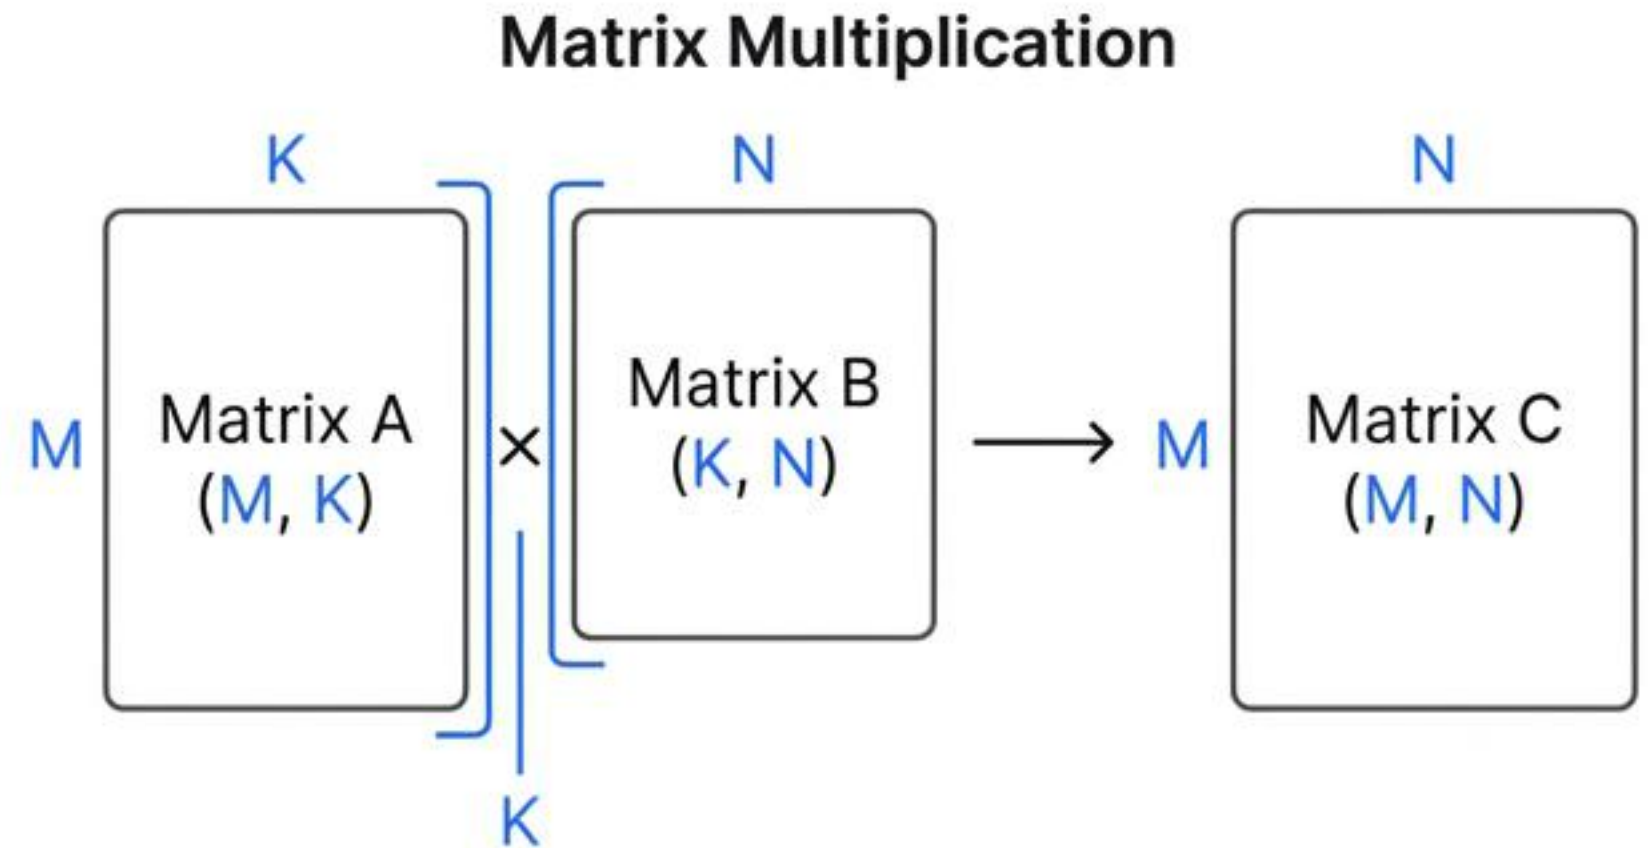 Matrix Multiplication
K
N
N
M
Matrix A
(M, K)
×
Matrix B
(K, N)
M
Matrix C
(M, N)
K